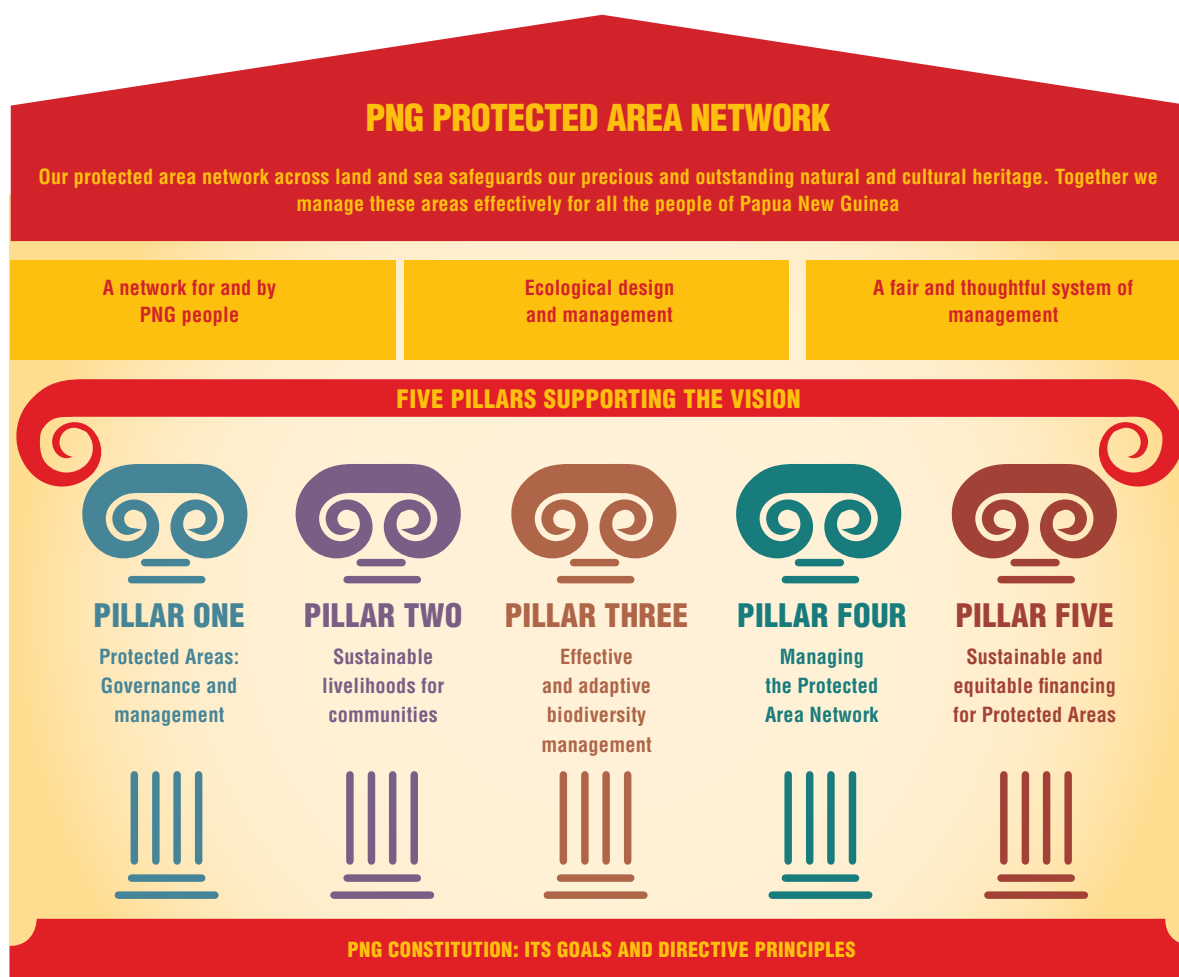 PNG PROTECTED AREA NETWORK
Our protected area network across land and sea safeguards our precious and outstanding natural and cultural heritage. Together we
manage these areas effectively for all the people of Papua New Guinea
A network for and by
PNG people
Ecological design
and management
A fair and thoughtful system of
management
FIVE PILLARS SUPPORTING THE VISION
PILLAR ONE
Protected Areas:
Governance and
management
PILLAR TWO
Sustainable
livelihoods for
communities
PILLAR THREE
Effective
and adaptive
biodiversity
management
PILLAR FOUR
Managing
the Protected
Area Network
PILLAR FIVE
Sustainable and
equitable financing
for Protected Areas
PNG CONSTITUTION: ITS GOALS AND DIRECTIVE PRINCIPLES